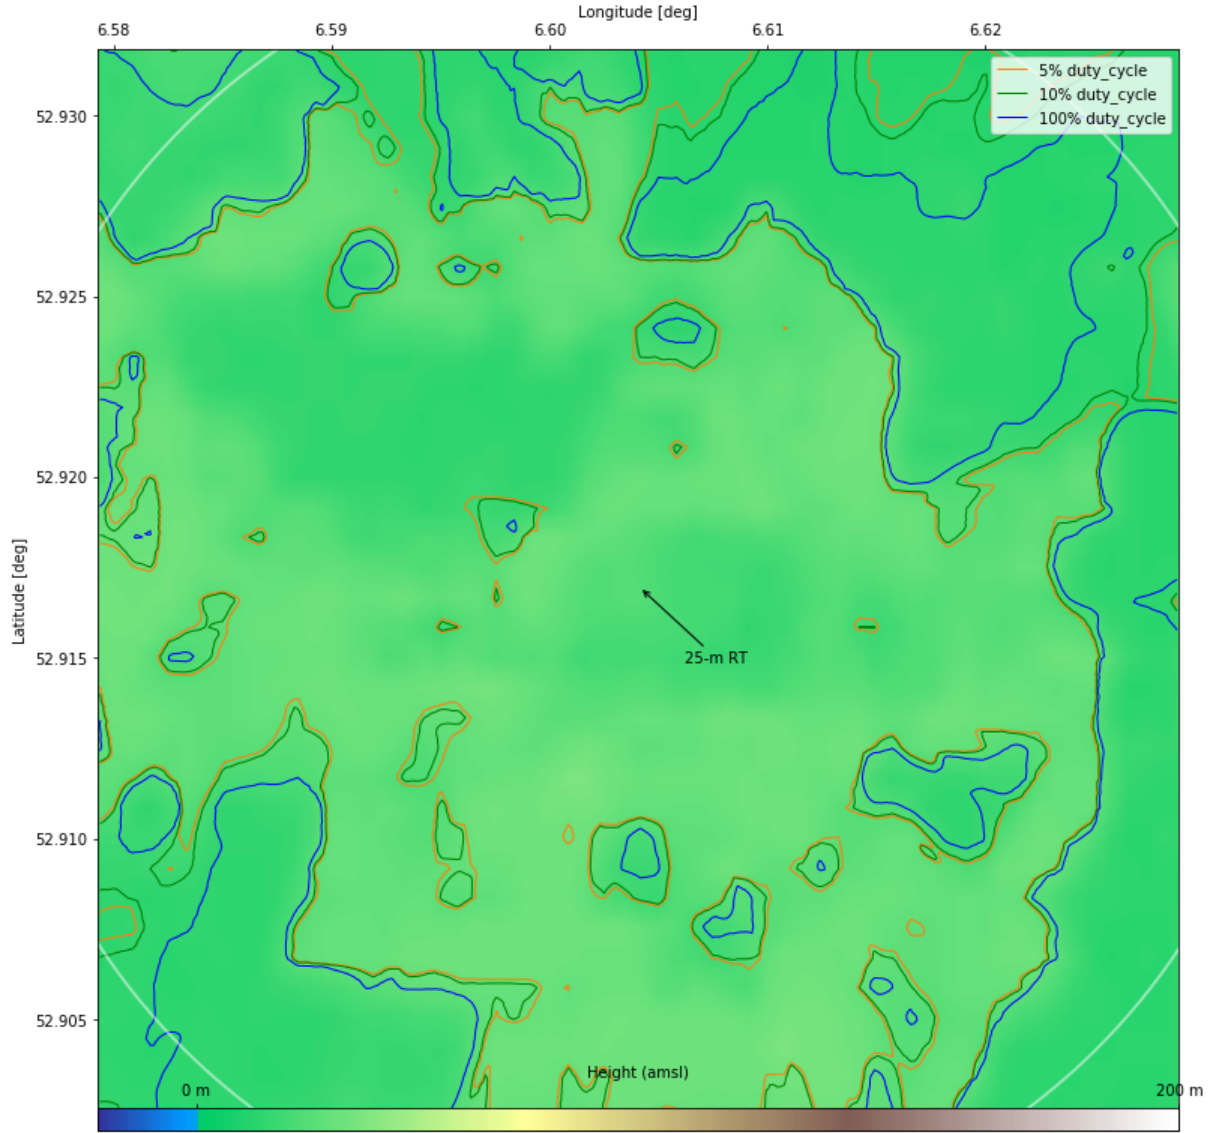 Longitude [deg]
6.58 6.59 6.60 6.61 6.62
5% duty_cycle
10% duty_cycle
100% duty_cycle
52.930
52.925
52.920
52.915
52.910
52.905
Latitude [deg]
25-m RT
Height (amsl)
0 m
200 m